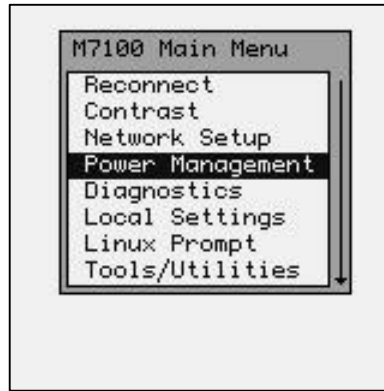 M7100 Main Menu
Reconnect
Contrast
Network Setup
Power Management
Diagnostics
Local Settings
Linux Prompt
Tools/Utilities